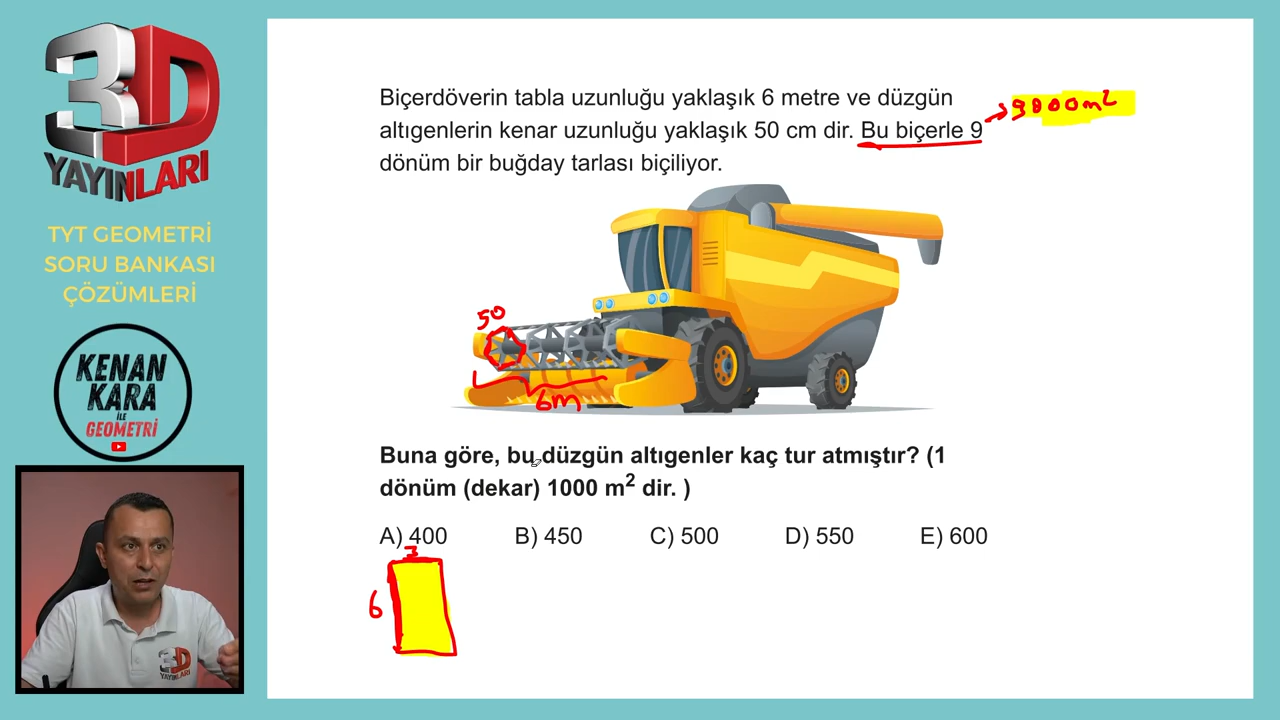 3D
YAYINLARI
TYT GEOMETRİ
SORU BANKASI
ÇÖZÜMLERİ
KENAN
KARA
İLE
GEOMETRİ
3D
YAYINLARI
Biçerdöverin tabla uzunluğu yaklaşık 6 metre ve düzgün
altıgenlerin kenar uzunluğu yaklaşık 50 cm dir. Bu biçerle 9
dönüm bir buğday tarlası biçiliyor.
9000m²
50
6m
Buna göre, bu düzgün altıgenler kaç tur atmıştır? (1
dönüm (dekar) 1000 m² dir. )
A) 400 B) 450 C) 500 D) 550 E) 600
3
6